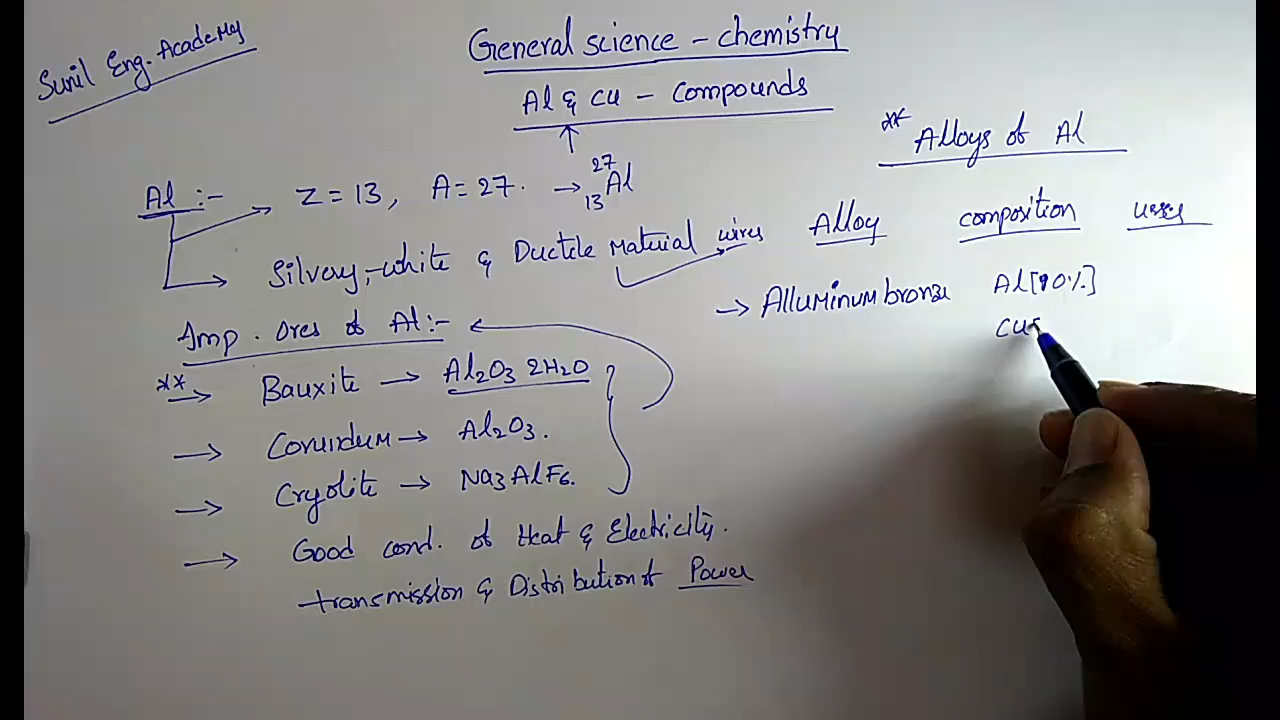 Sunil Eng. Academy
General science - chemistry
Al & Cu - Compounds
Al :- Z = 13, A = 27. → 27 13 Al
Silvery,-white & Ductile Material wires
Imp. Ores of Al :-
** → Bauxite → Al2O3 2H2O
→ Corundum → Al2O3.
→ Cryolite → Na3AlF6.
→ Good cond. of Heat & Electricity.
transmission & Distribution of Power
** Alloys of Al
Alloy composition uses
→ Alluminum bronze Al[90%]
Cu